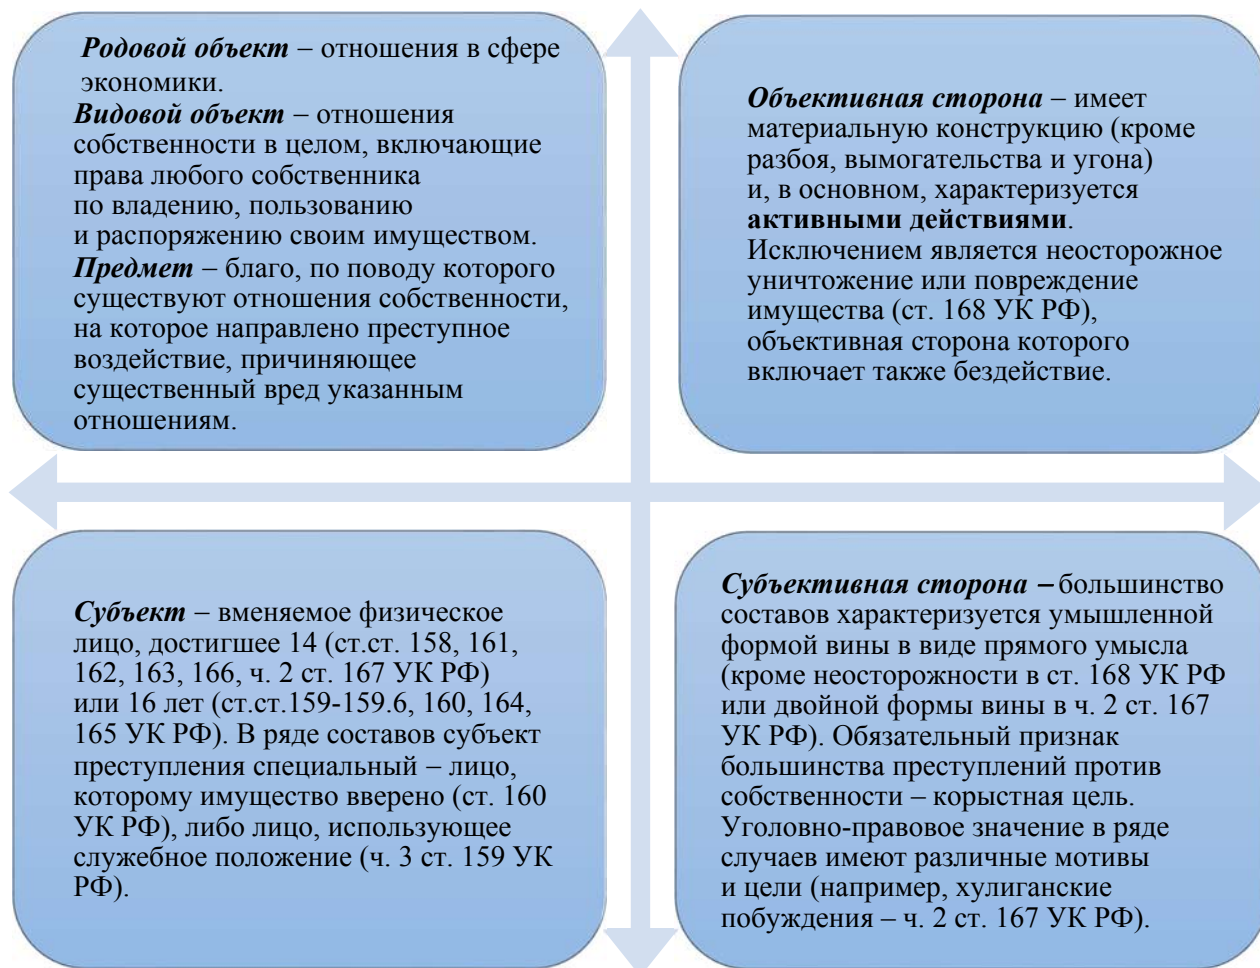 Родовой объект – отношения в сфере
экономики.
Видовой объект – отношения
собственности в целом, включающие
права любого собственника
по владению, пользованию
и распоряжению своим имуществом.
Предмет – благо, по поводу которого
существуют отношения собственности,
на которое направлено преступное
воздействие, причиняющее
существенный вред указанным
отношениям.
Объективная сторона – имеет
материальную конструкцию (кроме
разбоя, вымогательства и угона)
и, в основном, характеризуется
активными действиями.
Исключением является неосторожное
уничтожение или повреждение
имущества (ст. 168 УК РФ),
объективная сторона которого
включает также бездействие.
Субъект – вменяемое физическое
лицо, достигшее 14 (ст.ст. 158, 161,
162, 163, 166, ч. 2 ст. 167 УК РФ)
или 16 лет (ст.ст.159-159.6, 160, 164,
165 УК РФ). В ряде составов субъект
преступления специальный – лицо,
которому имущество вверено (ст. 160
УК РФ), либо лицо, использующее
служебное положение (ч. 3 ст. 159 УК
РФ).
Субъективная сторона – большинство
составов характеризуется умышленной
формой вины в виде прямого умысла
(кроме неосторожности в ст. 168 УК РФ
или двойной формы вины в ч. 2 ст. 167
УК РФ). Обязательный признак
большинства преступлений против
собственности – корыстная цель.
Уголовно-правовое значение в ряде
случаев имеют различные мотивы
и цели (например, хулиганские
побуждения – ч. 2 ст. 167 УК РФ).